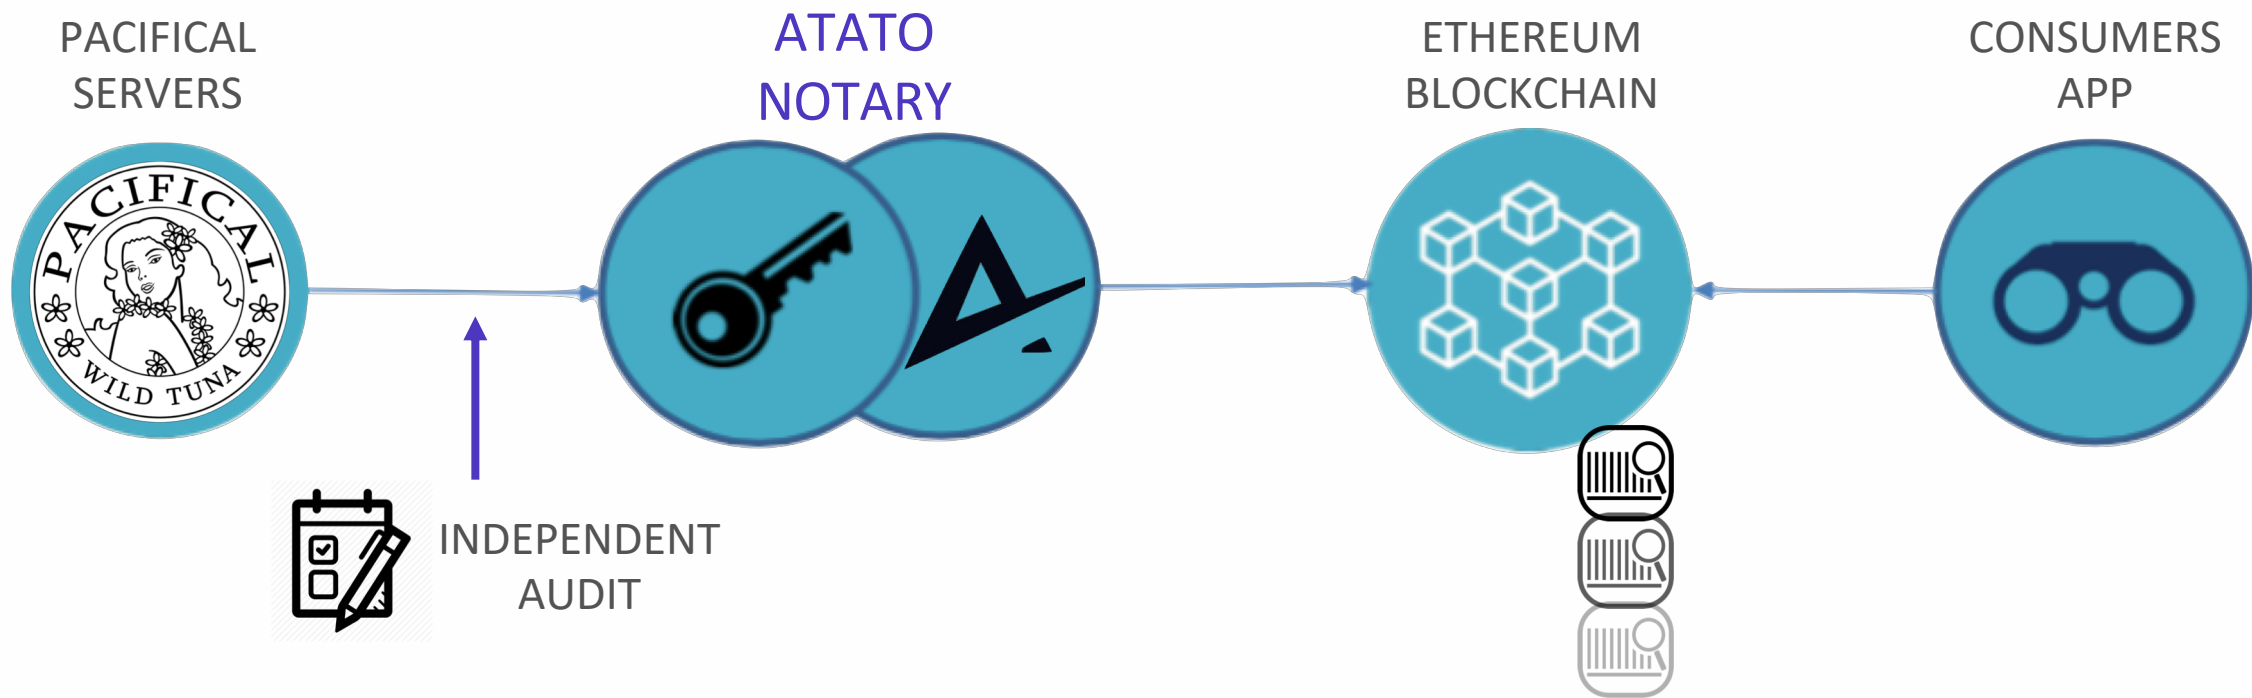 PACIFICAL
SERVERS
ATATO
NOTARY
ETHEREUM
BLOCKCHAIN
CONSUMERS
APP
PACIFICAL
WILD TUNA
INDEPENDENT
AUDIT